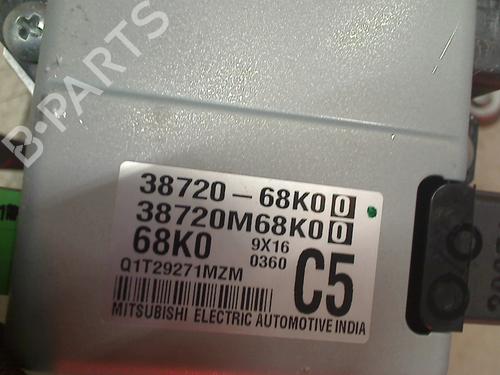 B-PARTS
38720-68K00
38720M68K00
68K0 9X16
0360
C5
Q1T29271MZM
MITSUBISHI ELECTRIC AUTOMOTIVE INDIA